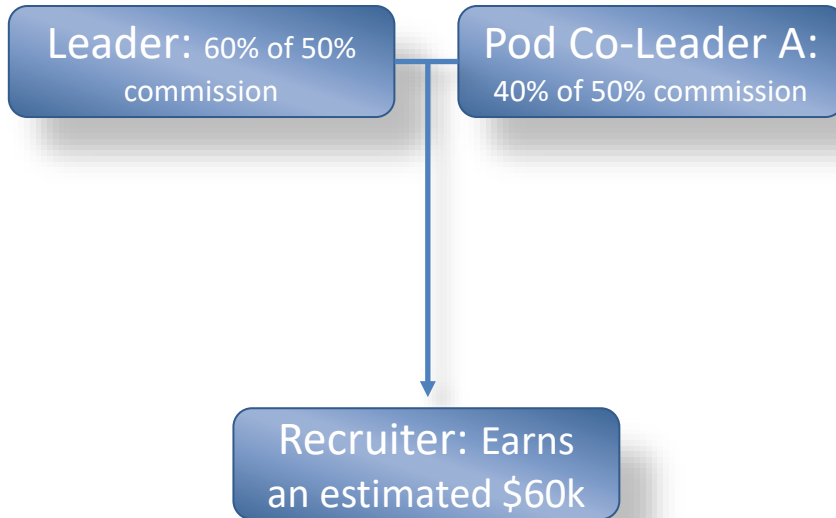 Leader: 60% of 50%
commission
Pod Co-Leader A:
40% of 50% commission
Recruiter: Earns
an estimated $60k